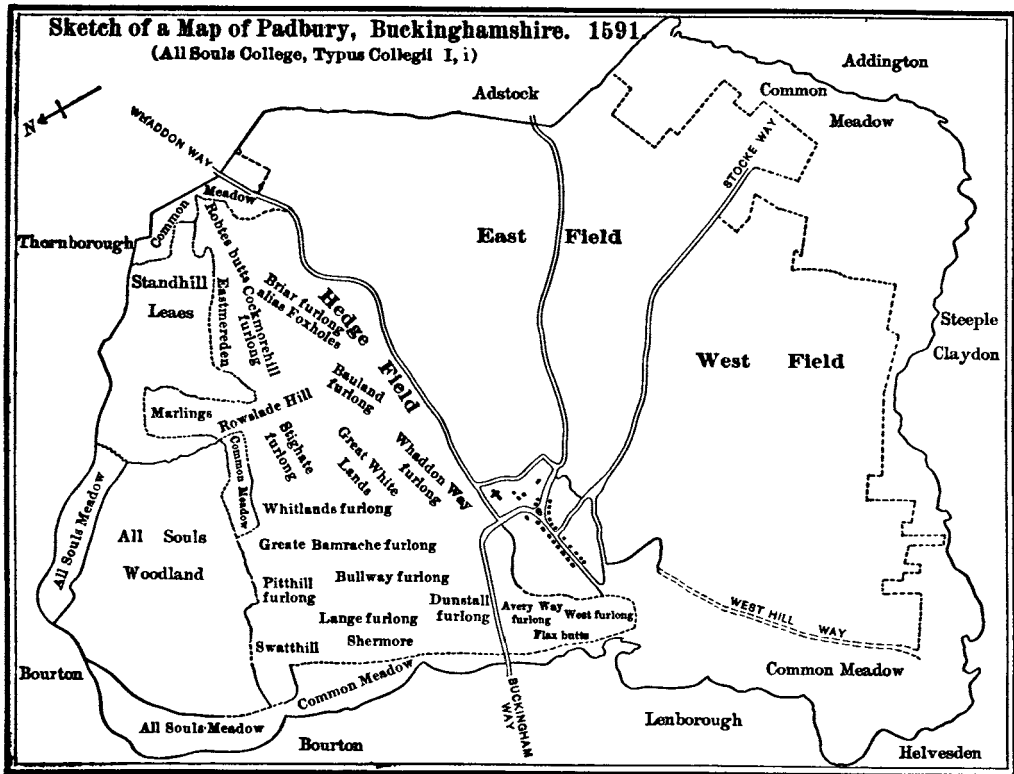 Sketch of a Map of Padbury, Buckinghamshire. 1591
(All Souls College, Typus Collegii I, i)
Addington
Adstock
Common
Meadow
N
WHADDON WAY
STOCKE WAY
Meadow
Common
Thornborough
East Field
Robtes butts
Standhill
Leaes
Eastmereden
Cockmorehill
furlong
Briar furlong
alias Foxholes
Hedge
Field
Steeple
Claydon
West Field
Bauland
furlong
Marlings
Rowslade Hill
Stighate
furlong
Great White
Lands
Whaddon Way
furlong
Common Meadow
All Souls Meadow
Whitlands furlong
All Souls
Woodland
Greate Bamrache furlong
Pitthill
furlong
Bullway furlong
Dunstall
furlong
Avery Way
furlong
West furlong
Flax butts
Lange furlong
Shermore
Swatthill
WEST HILL WAY
Common Meadow
Bourton
Common Meadow
BUCKINGHAM
WAY
All Souls Meadow
Bourton
Lenborough
Helvesden